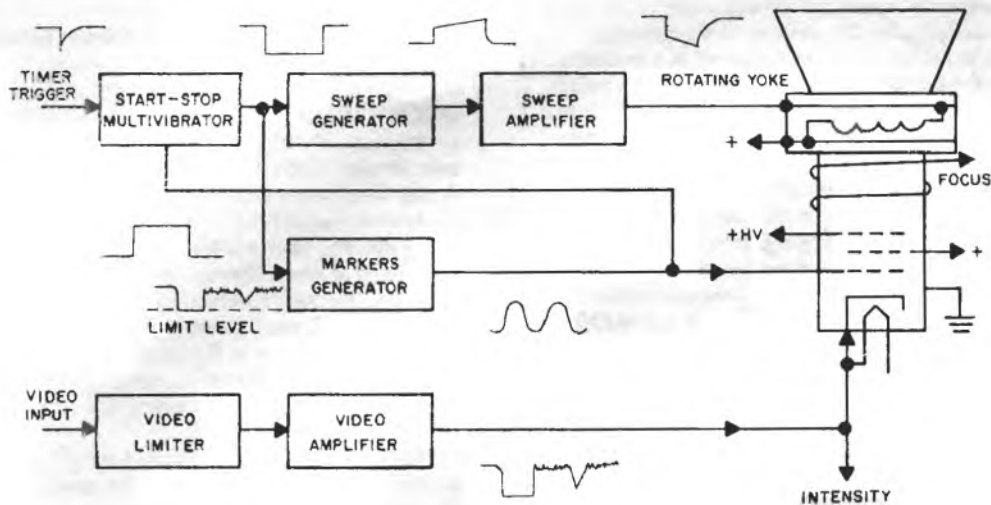 TIMER
TRIGGER
START-STOP
MULTIVIBRATOR
SWEEP
GENERATOR
SWEEP
AMPLIFIER
ROTATING YOKE
+
FOCUS
+HV
+
MARKERS
GENERATOR
LIMIT LEVEL
VIDEO
INPUT
VIDEO
LIMITER
VIDEO
AMPLIFIER
INTENSITY